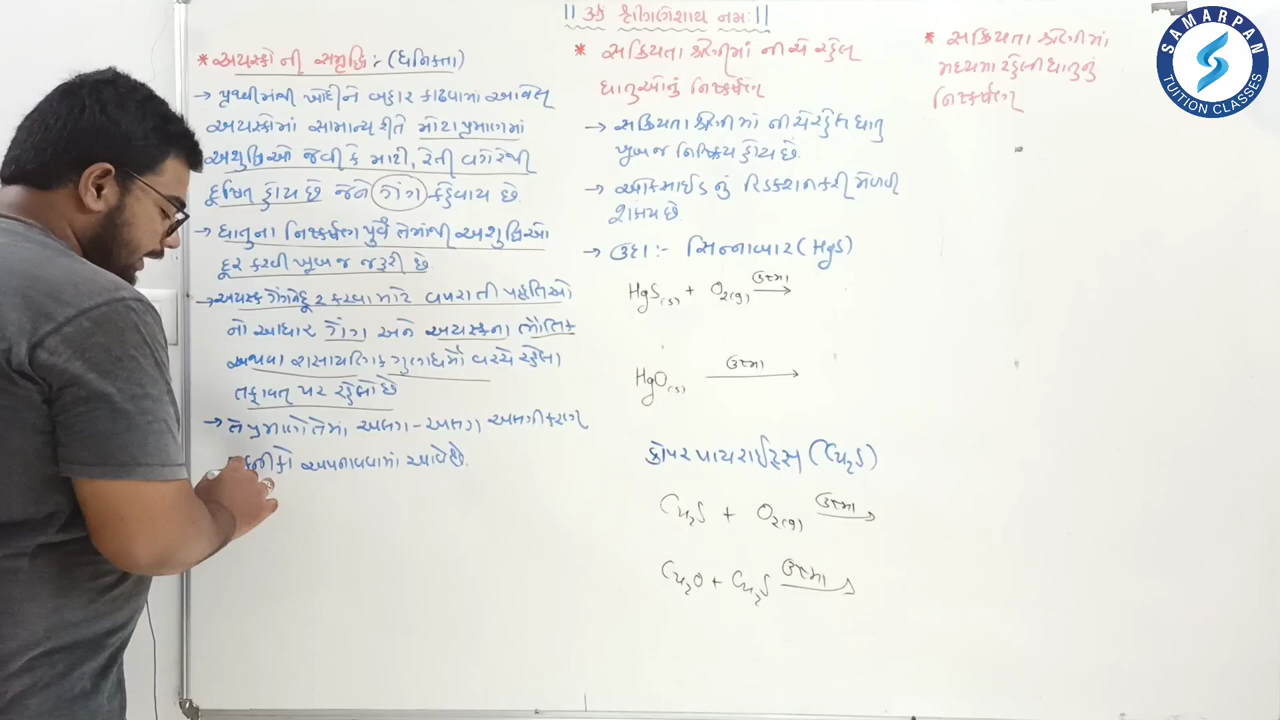 || ૐ શ્રી ગણેશાય નમઃ ||
* અયસ્કોની સમૃદ્ધિ :- (ધનિકતા)
→ પૃથ્વીમાંથી ખોદીને બહાર કાઢવામાં આવેલ
અયસ્કોમાં સામાન્ય રીતે મોટા પ્રમાણમાં
અશુદ્ધિઓ જેવી કે માટી, રેતી વગેરેથી
દૂષિત હોય છે જેને ગેંગ કહેવાય છે.
→ ધાતુના નિષ્કર્ષણ પુર્વે તેમાંથી અશુદ્ધિઓ
દૂર કરવી ખૂબ જ જરૂરી છે.
→ અયસ્ક ગેંગને દૂર કરવા માટે વપરાતી પદ્ધતિઓ
નો આધાર ગેંગ અને અયસ્કના ભૌતિક
અથવા રાસાયણિક ગુણધર્મો વચ્ચે રહેલા
તફાવત પર રહેલો છે
→ તે પ્રમાણે તેમાં અલગ-અલગ અલગીકરણ
અપનાવવામાં આવે છે.
* સક્રિયતા શ્રેણીમાં નીચે રહેલ
ધાતુઓનું નિષ્કર્ષણ
→ સક્રિયતા શ્રેણીમાં નીચે રહેલ ધાતુ
ખૂબ જ નિષ્ક્રિય હોય છે.
→ ઓક્સાઈડનું રિડક્શન કરી મેળવી
શકાય છે.
→ ઉદા :- સિન્નાબાર (HgS)
HgS(s) + O2(g) ઉષ્મા →
HgO(s) ઉષ્મા →
કોપર પાયરાઈટ્સ (Cu2S)
Cu2S + O2(g) ઉષ્મા →
Cu2O + Cu2S ઉષ્મા →
* સક્રિયતા શ્રેણીમાં
મધ્યમાં રહેલી ધાતુનું
નિષ્કર્ષણ
SAMARPAN
TUITION CLASSES